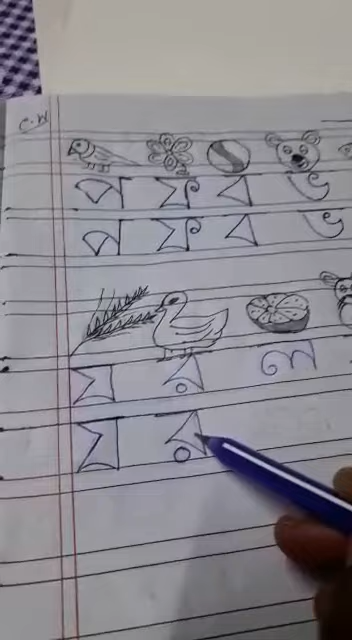 C.W
প ফ ব ভ
প ফ ব ভ
য র ল
য র